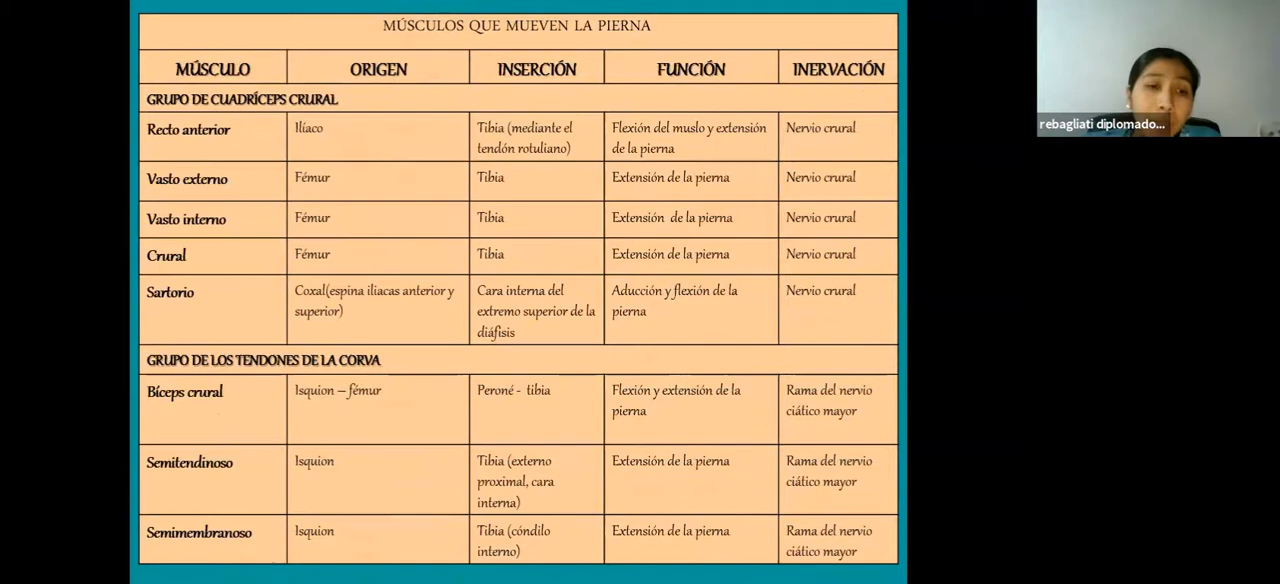 MÚSCULOS QUE MUEVEN LA PIERNA
MÚSCULO ORIGEN INSERCIÓN FUNCIÓN INERVACIÓN
GRUPO DE CUADRÍCEPS CRURAL
Recto anterior Ilíaco Tibia (mediante el Flexión del muslo y extensión Nervio crural
tendón rotuliano) de la pierna
Vasto externo Fémur Tibia Extensión de la pierna Nervio crural
Vasto interno Fémur Tibia Extensión de la pierna Nervio crural
Crural Fémur Tibia Extensión de la pierna Nervio crural
Sartorio Coxal(espina iliacas anterior y Cara interna del Aducción y flexión de la Nervio crural
superior) extremo superior de la pierna
diáfisis
GRUPO DE LOS TENDONES DE LA CORVA
Bíceps crural Isquion – fémur Peroné - tibia Flexión y extensión de la Rama del nervio
pierna ciático mayor
Semitendinoso Isquion Tibia (externo Extensión de la pierna Rama del nervio
proximal, cara ciático mayor
interna)
Semimembranoso Isquion Tibia (cóndilo Extensión de la pierna Rama del nervio
interno) ciático mayor
rebagliati diplomado...